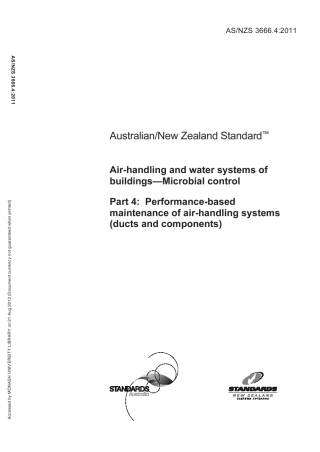 AS/NZS 3666.4:2011
AS/NZS 3666.4:2011
Australian/New Zealand Standard™
Air-handling and water systems of
buildings—Microbial control
Part 4: Performance-based
maintenance of air-handling systems
(ducts and components)
Accessed by MONASH UNIVERSITY LIBRARY on 21 Aug 2013 (Document currency not guaranteed when printed)
STANDARDS
Australia
STANDARDS
NEW ZEALAND